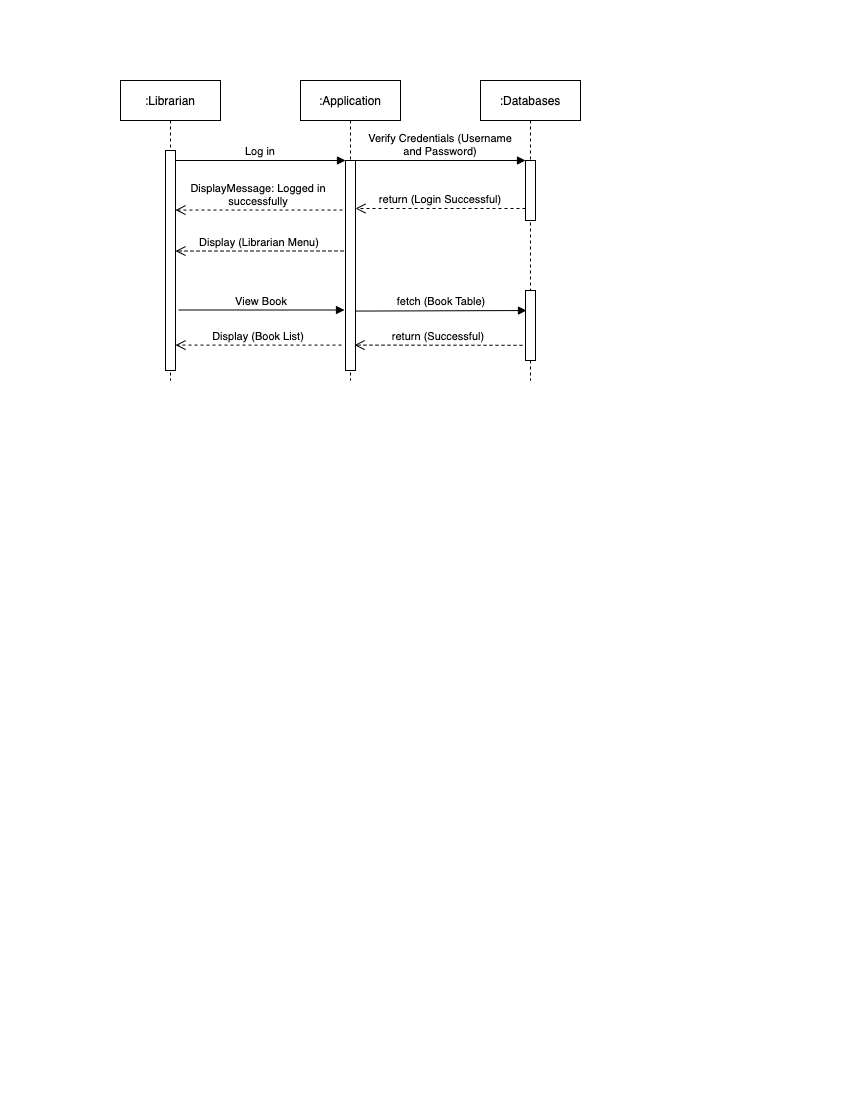 :Librarian
:Application
:Databases
Verify Credentials (Username
and Password)
Log in
DisplayMessage: Logged in
successfully
return (Login Successful)
Display (Librarian Menu)
View Book
fetch (Book Table)
Display (Book List)
return (Successful)